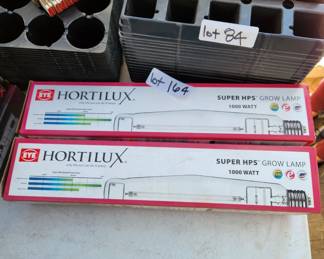 lot 84
lot 164
EYE
HORTILUX
SUPER HPS GROW LAMP
1000 WATT
EYE
HORTILUX
SUPER HPS GROW LAMP
1000 WATT